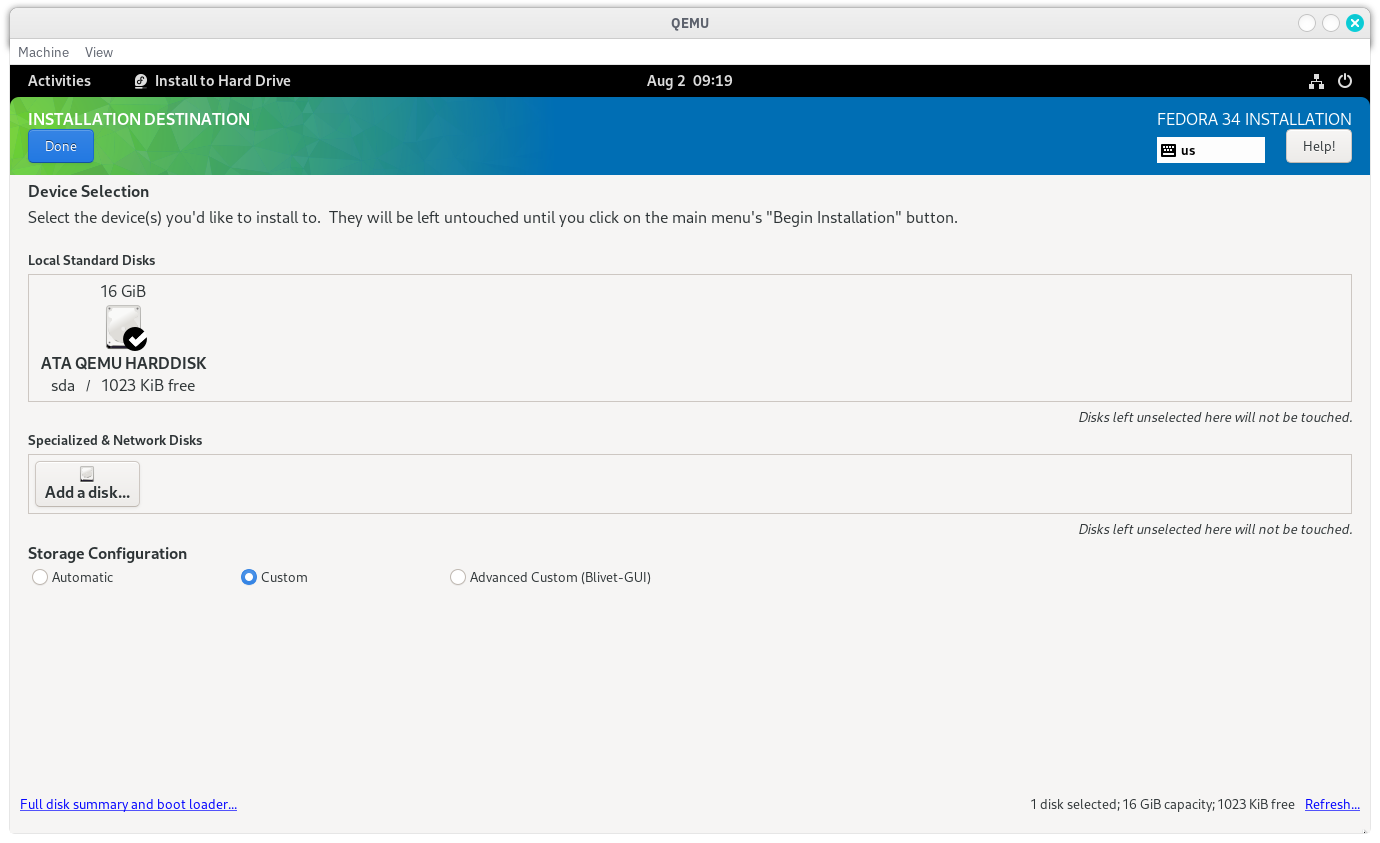 QEMU
Machine View
Activities Install to Hard Drive Aug 2 09:19
INSTALLATION DESTINATION FEDORA 34 INSTALLATION
Done us Help!
Device Selection
Select the device(s) you'd like to install to. They will be left untouched until you click on the main menu's "Begin Installation" button.
Local Standard Disks
16 GiB
ATA QEMU HARDDISK
sda / 1023 KiB free
Disks left unselected here will not be touched.
Specialized & Network Disks
Add a disk...
Disks left unselected here will not be touched.
Storage Configuration
Automatic Custom Advanced Custom (Blivet-GUI)
Full disk summary and boot loader... 1 disk selected; 16 GiB capacity; 1023 KiB free Refresh...